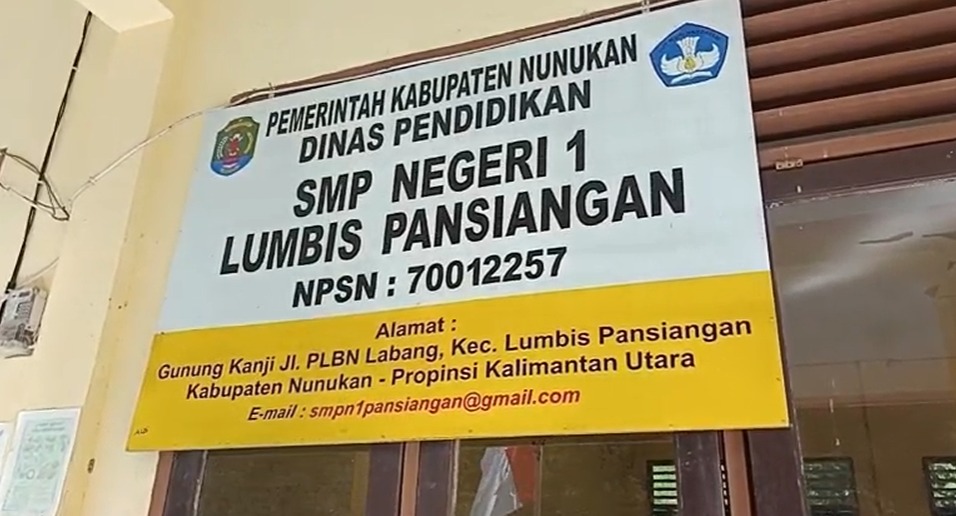 PEMERINTAH KABUPATEN NUNUKAN
DINAS PENDIDIKAN
SMP NEGERI 1
LUMBIS PANSIANGAN
NPSN : 70012257
Alamat :
Gunung Kanji Jl. PLBN Labang, Kec. Lumbis Pansiangan
Kabupaten Nunukan - Propinsi Kalimantan Utara
E-mail : smpn1pansiangan@gmail.com